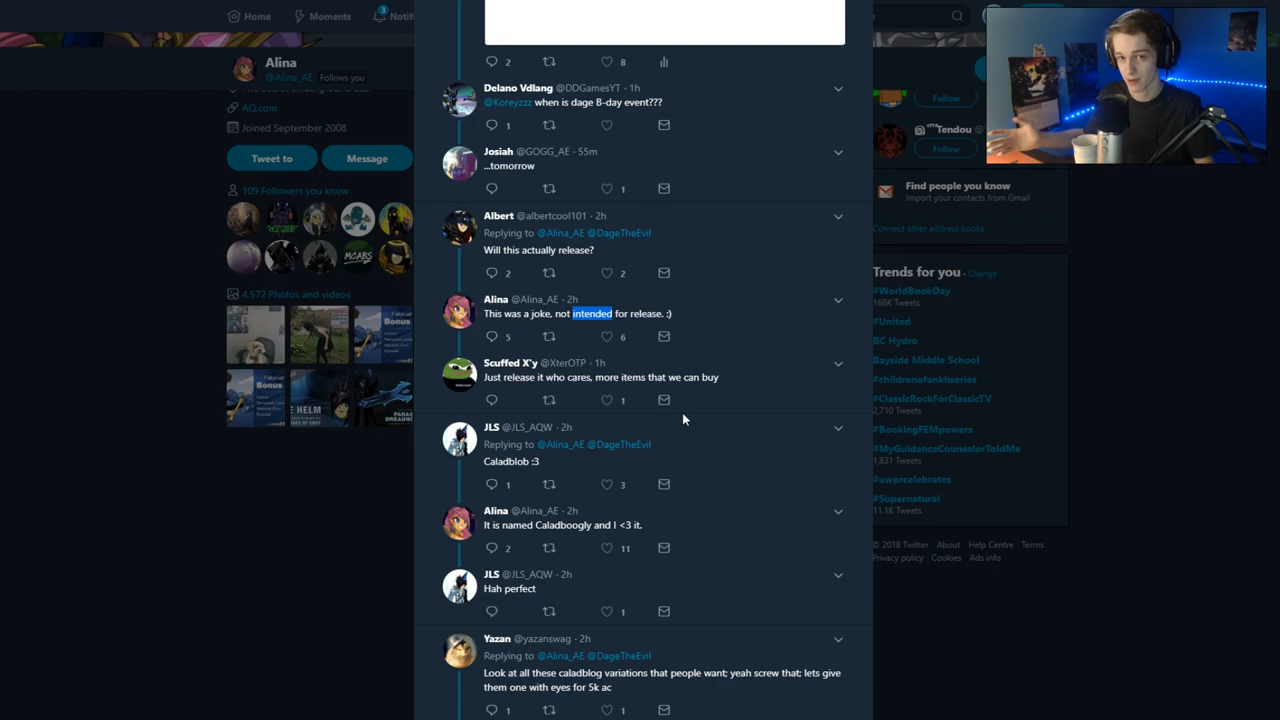 Home
Moments
3
Notif
Alina
@Alina_AE Follows you
AQ.com
Joined September 2008
Tweet to
Message
109 Followers you know
MCABS
4,572 Photos and videos
2
8
Delano Vdlang @DDGamesYT · 1h
@Koreyzzz when is dage B-day event???
1
Josiah @GOGG_AE · 55m
...tomorrow
1
Albert @albertcool101 · 2h
Replying to @Alina_AE @DageTheEvil
Will this actually release?
2
2
Alina @Alina_AE · 2h
This was a joke, not intended for release. :)
5
6
Scuffed X'y @XterOTP · 1h
Just release it who cares, more items that we can buy
1
JLS @JLS_AQW · 2h
Replying to @Alina_AE @DageTheEvil
Caladblob :3
1
3
Alina @Alina_AE · 2h
It is named Caladboogly and I <3 it.
2
11
JLS @JLS_AQW · 2h
Hah perfect
1
Yazan @yazanswag · 2h
Replying to @Alina_AE @DageTheEvil
Look at all these caladblog variations that people want; yeah screw that; lets give
them one with eyes for 5k ac
1
1
Follow
Tendou
Follow
Find people you know
Import your contacts from Gmail
Connect other address books
Trends for you · Change
#WorldBookDay
168K Tweets
#United
BC Hydro
Bayside Middle School
#childrenofankhseries
#ClassicRockForClassicTV
2,710 Tweets
#BookingFEMpowers
#MyGuidanceCounselorToldMe
1,831 Tweets
#uwprcelebrates
#Supernatural
11.1K Tweets
© 2018 Twitter About Help Centre Terms
Privacy policy Cookies Ads info